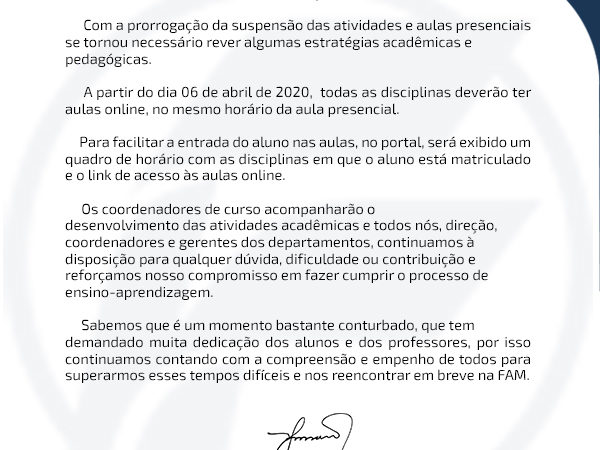 Com a prorrogação da suspensão das atividades e aulas presenciais
se tornou necessário rever algumas estratégias acadêmicas e
pedagógicas.
A partir do dia 06 de abril de 2020, todas as disciplinas deverão ter
aulas online, no mesmo horário da aula presencial.
Para facilitar a entrada do aluno nas aulas, no portal, será exibido um
quadro de horário com as disciplinas em que o aluno está matriculado
e o link de acesso às aulas online.
Os coordenadores de curso acompanharão o
desenvolvimento das atividades acadêmicas e todos nós, direção,
coordenadores e gerentes dos departamentos, continuamos à
disposição para qualquer dúvida, dificuldade ou contribuição e
reforçamos nosso compromisso em fazer cumprir o processo de
ensino-aprendizagem.
Sabemos que é um momento bastante conturbado, que tem
demandado muita dedicação dos alunos e dos professores, por isso
continuamos contando com a compreensão e empenho de todos para
superarmos esses tempos difíceis e nos reencontrar em breve na FAM.